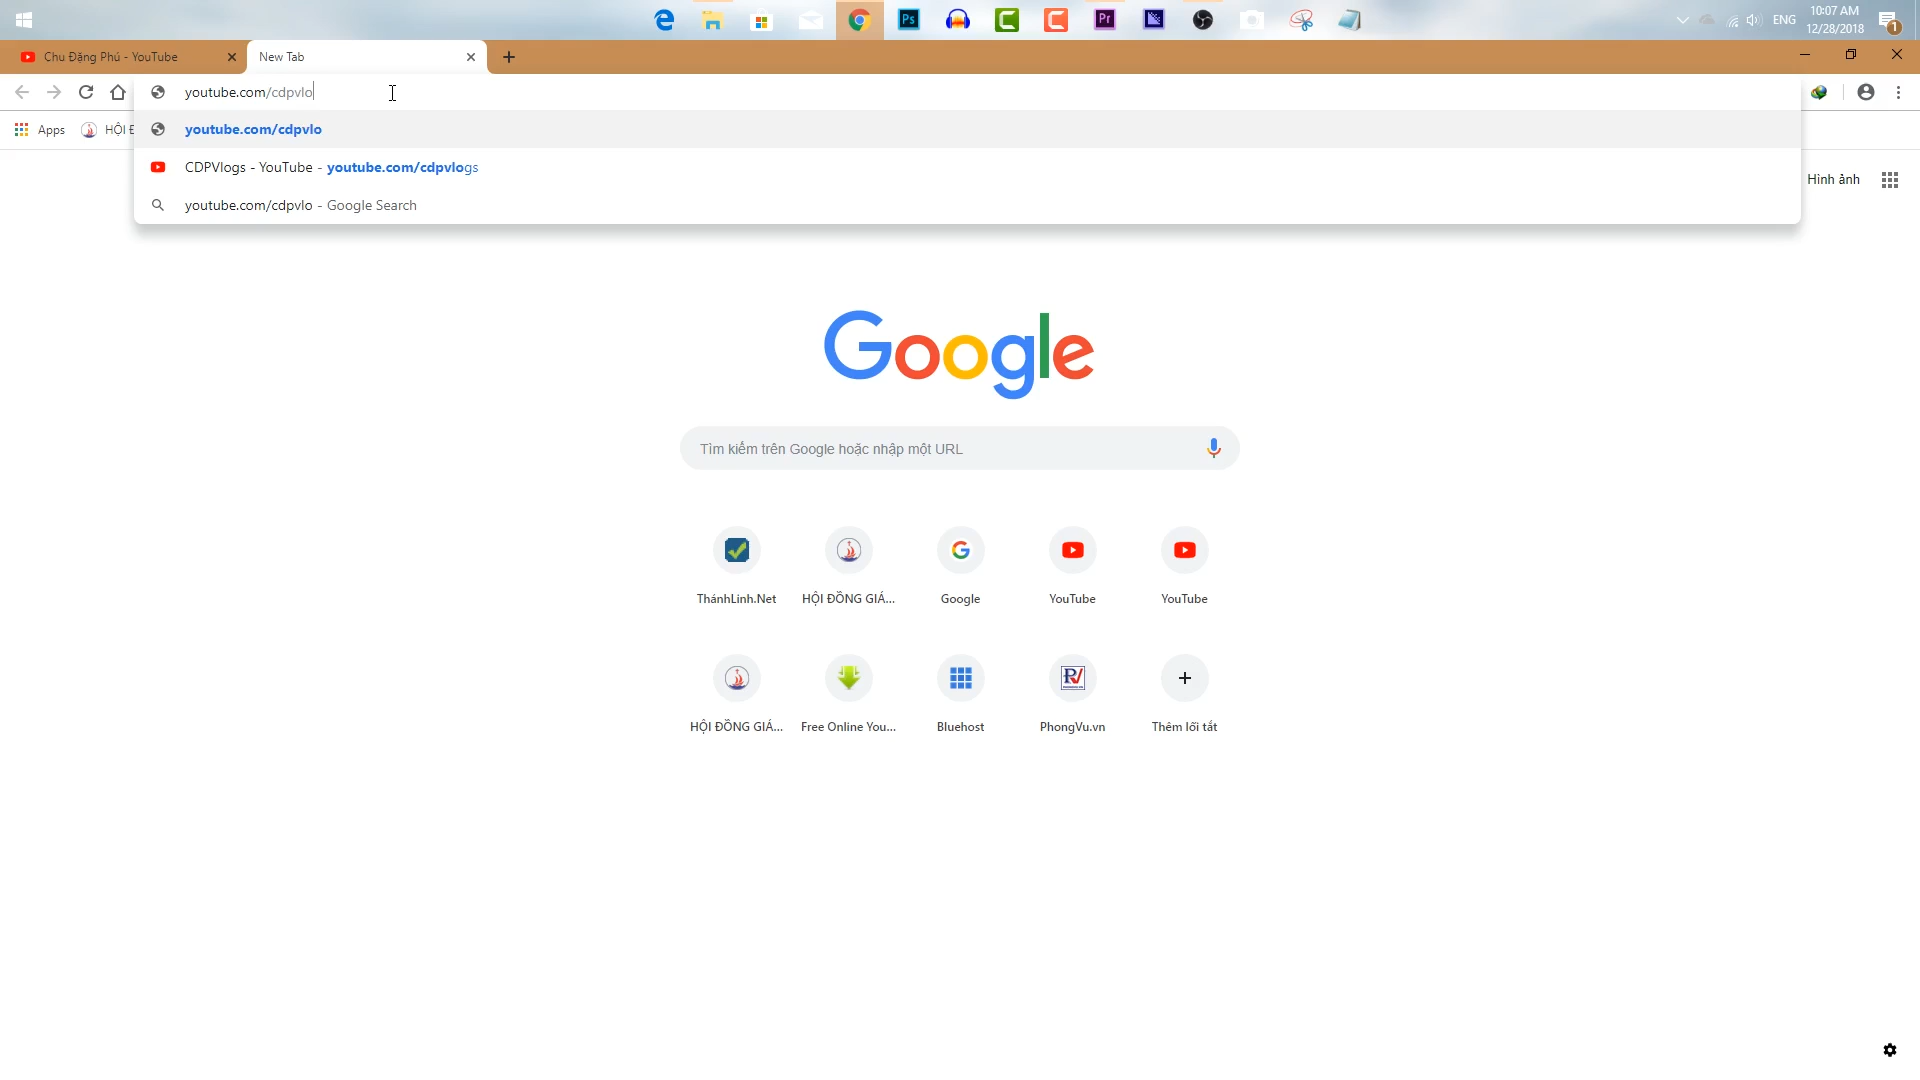 Ps
Pr
ENG
10:07 AM
12/28/2018
1
Chu Đặng Phú - YouTube
New Tab
youtube.com/cdpvlo
Apps
HỘI Đ
youtube.com/cdpvlo
CDPVlogs - YouTube - youtube.com/cdpvlogs
youtube.com/cdpvlo - Google Search
Hình ảnh
Google
Tìm kiếm trên Google hoặc nhập một URL
ThánhLinh.Net
HỘI ĐỒNG GIÁ...
Google
YouTube
YouTube
HỘI ĐỒNG GIÁ...
Free Online You...
Bluehost
PhongVu.vn
Thêm lối tắt